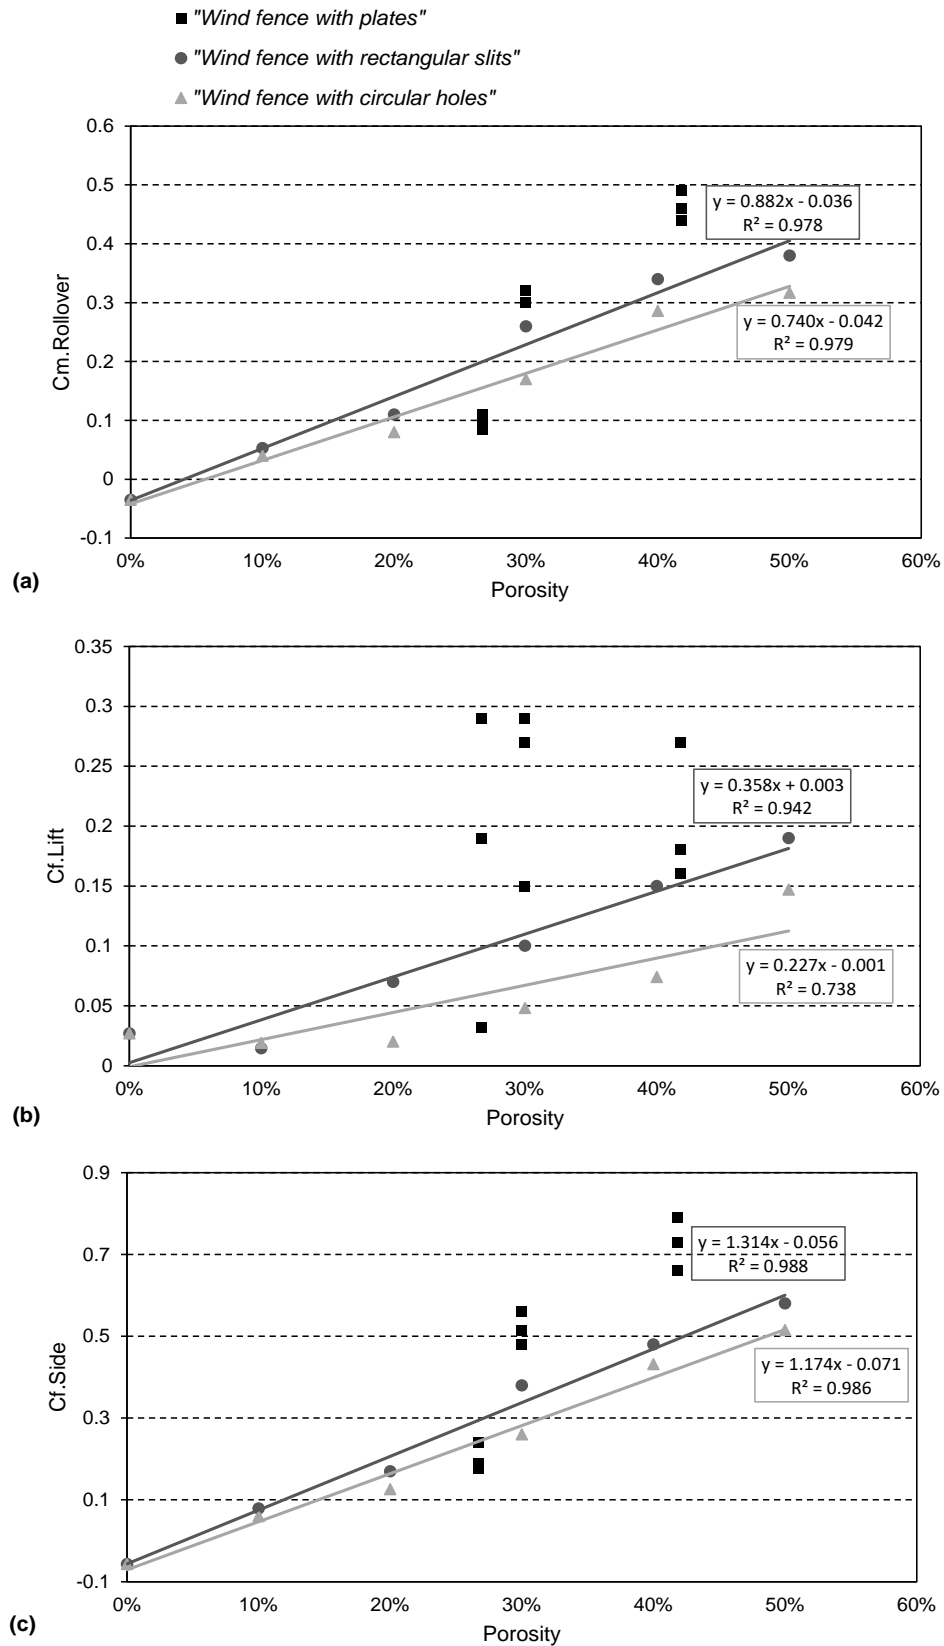 "Wind fence with plates"
"Wind fence with rectangular slits"
"Wind fence with circular holes"
0.6
0.5
0.4
0.3
0.2
0.1
0
-0.1
Cm.Rollover
y = 0.882x - 0.036
R² = 0.978
y = 0.740x - 0.042
R² = 0.979
0% 10% 20% 30% 40% 50% 60%
Porosity
(a)
0.35
0.3
0.25
0.2
0.15
0.1
0.05
0
Cf.Lift
y = 0.358x + 0.003
R² = 0.942
y = 0.227x - 0.001
R² = 0.738
0% 10% 20% 30% 40% 50% 60%
Porosity
(b)
0.9
0.7
0.5
0.3
0.1
-0.1
Cf.Side
y = 1.314x - 0.056
R² = 0.988
y = 1.174x - 0.071
R² = 0.986
0% 10% 20% 30% 40% 50% 60%
Porosity
(c)